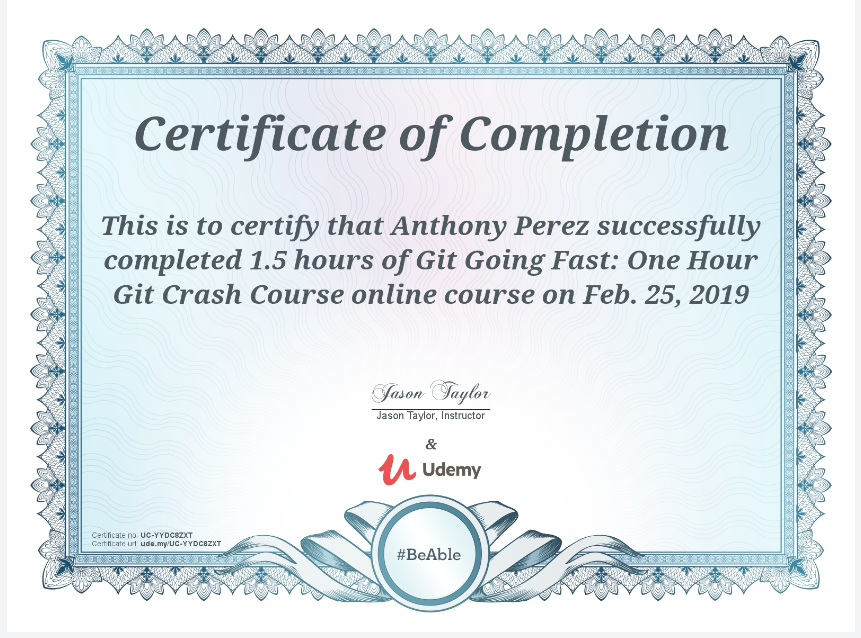 Certificate of Completion
This is to certify that Anthony Perez successfully
completed 1.5 hours of Git Going Fast: One Hour
Git Crash Course online course on Feb. 25, 2019
Jason Taylor
Jason Taylor, Instructor
&
Udemy
Certificate no: UC-YYDC8ZXT
Certificate url: ude.my/UC-YYDC8ZXT
#BeAble